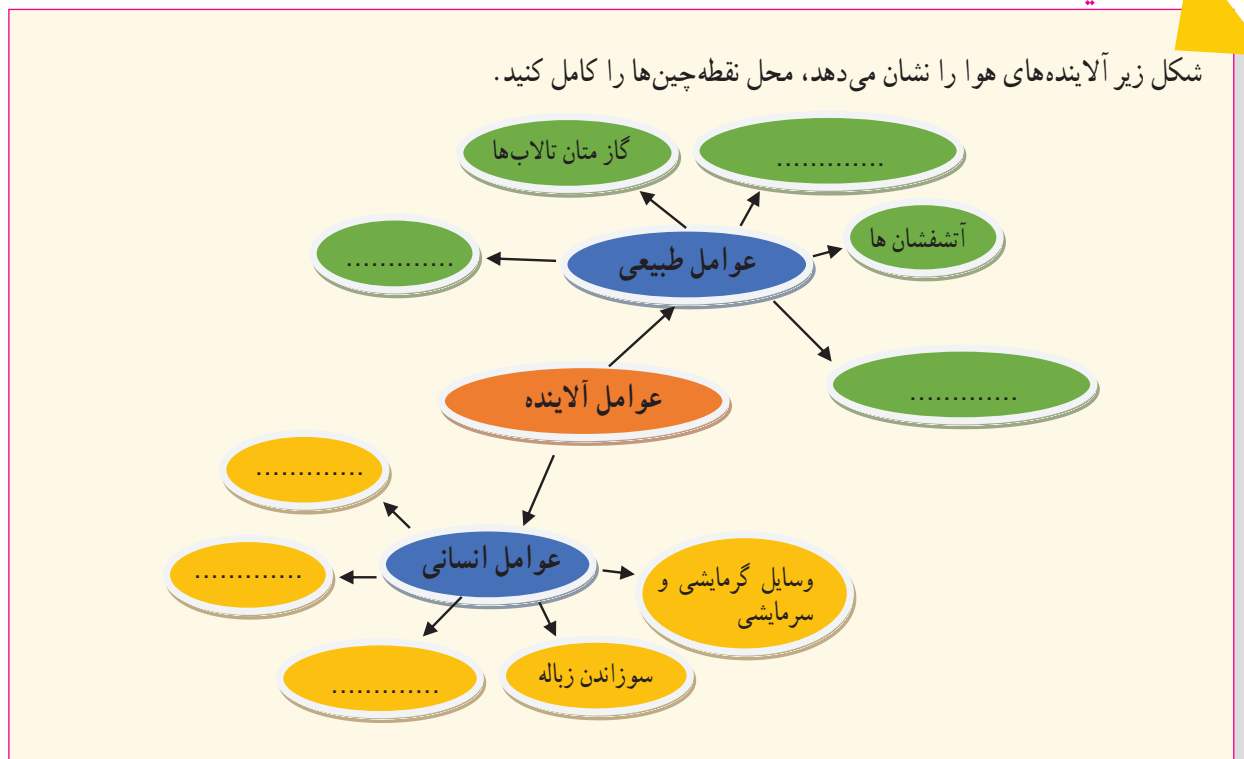 شکل زیر آلاینده‌های هوا را نشان می‌دهد، محل نقطه‌چین‌ها را کامل کنید.
.............
گاز متان تالاب‌ها
آتشفشان ها
عوامل طبیعی
.............
.............
عوامل آلاینده
.............
عوامل انسانی
.............
وسایل گرمایشی و
سرمایشی
سوزاندن زباله
.............